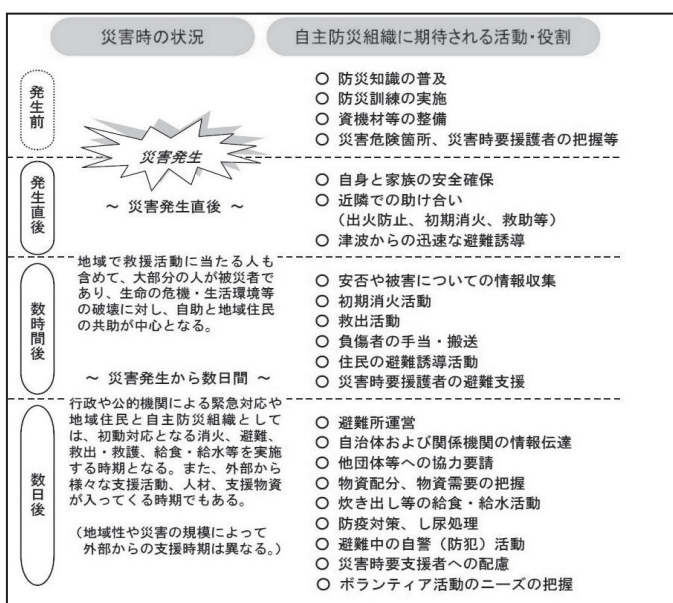 災害時の状況
自主防災組織に期待される活動・役割
発生前
災害発生
○ 防災知識の普及
○ 防災訓練の実施
○ 資機材等の整備
○ 災害危険箇所、災害時要援護者の把握等
発生直後
～ 災害発生直後 ～
○ 自身と家族の安全確保
○ 近隣での助け合い
（出火防止、初期消火、救助等）
○ 津波からの迅速な避難誘導
地域で救援活動に当たる人も
含めて、大部分の人が被災者で
あり、生命の危機・生活環境等
の破壊に対し、自助と地域住民
の共助が中心となる。
数時間後
○ 安否や被害についての情報収集
○ 初期消火活動
○ 救出活動
○ 負傷者の手当・搬送
○ 住民の避難誘導活動
○ 災害時要援護者の避難支援
～ 災害発生から数日間 ～
行政や公的機関による緊急対応や
地域住民と自主防災組織として
は、初動対応となる消火、避難、
救出・救護、給食・給水等を実施
する時期となる。また、外部から
様々な支援活動、人材、支援物資
が入ってくる時期でもある。
（地域性や災害の規模によって
外部からの支援時期は異なる。）
数日後
○ 避難所運営
○ 自治体および関係機関の情報伝達
○ 他団体等への協力要請
○ 物資配分、物資需要の把握
○ 炊き出し等の給食・給水活動
○ 防疫対策、し尿処理
○ 避難中の自警（防犯）活動
○ 災害時要支援者への配慮
○ ボランティア活動のニーズの把握